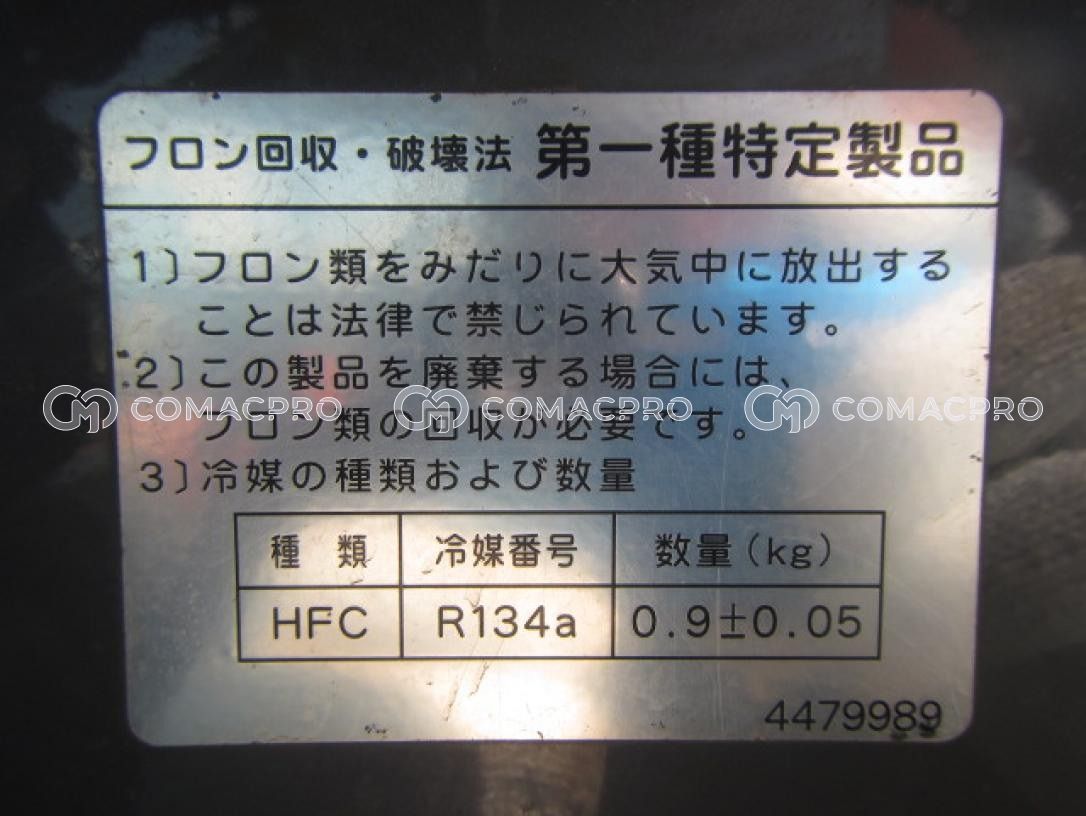 フロン回収・破壊法 第一種特定製品
1)フロン類をみだりに大気中に放出する
ことは法律で禁じられています。
2)この製品を廃棄する場合には、
COMACPRO COMACPRO COMACPRO
フロン類の回収が必要です。
3)冷媒の種類および数量
種類 冷媒番号 数量(kg)
HFC R134a 0.9±0.05
4479989